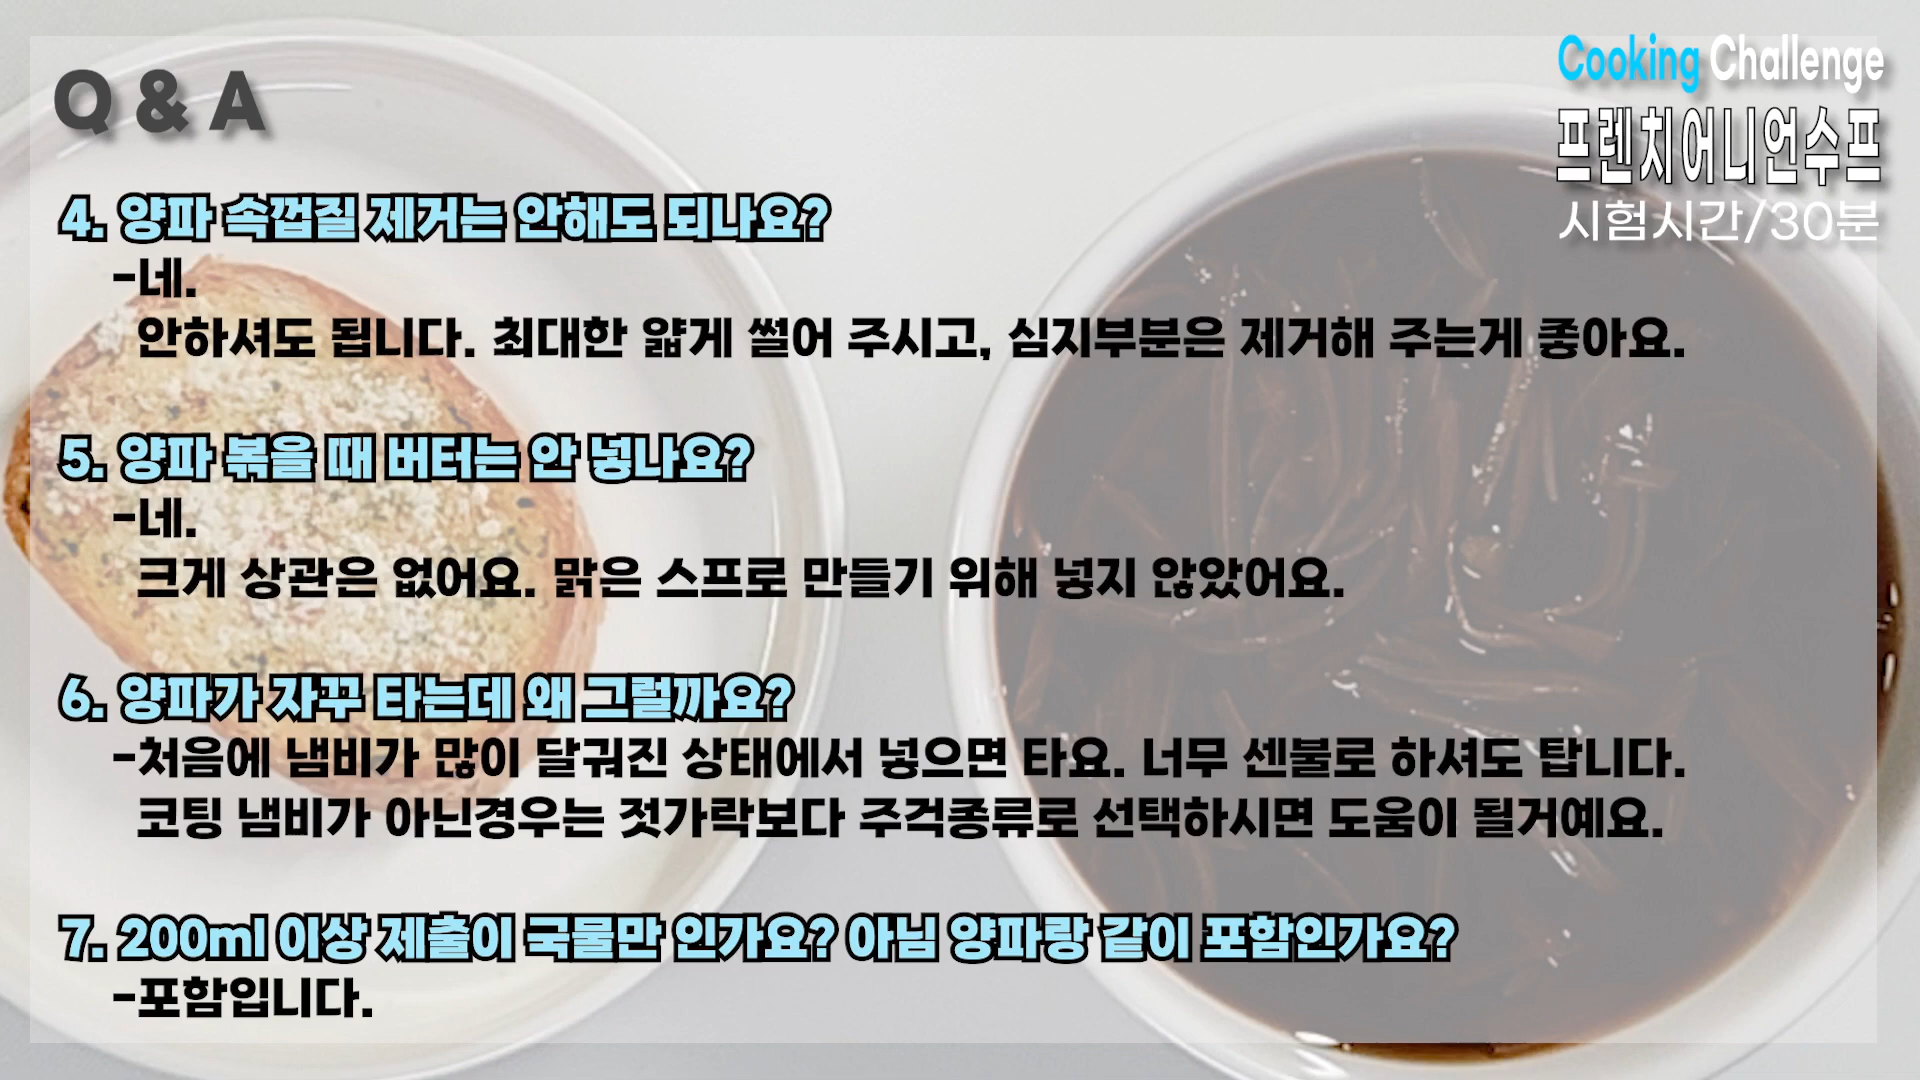 Q & A
Cooking Challenge
프렌치어니언수프
시험시간/30분
4. 양파 속껍질 제거는 안해도 되나요?
-네.
안하셔도 됩니다. 최대한 얇게 썰어 주시고, 심지부분은 제거해 주는게 좋아요.
5. 양파 볶을 때 버터는 안 넣나요?
-네.
크게 상관은 없어요. 맑은 스프로 만들기 위해 넣지 않았어요.
6. 양파가 자꾸 타는데 왜 그럴까요?
-처음에 냄비가 많이 달궈진 상태에서 넣으면 타요. 너무 센불로 하셔도 탑니다.
코팅 냄비가 아닌경우는 젓가락보다 주걱종류로 선택하시면 도움이 될거예요.
7. 200ml 이상 제출이 국물만 인가요? 아님 양파랑 같이 포함인가요?
-포함입니다.